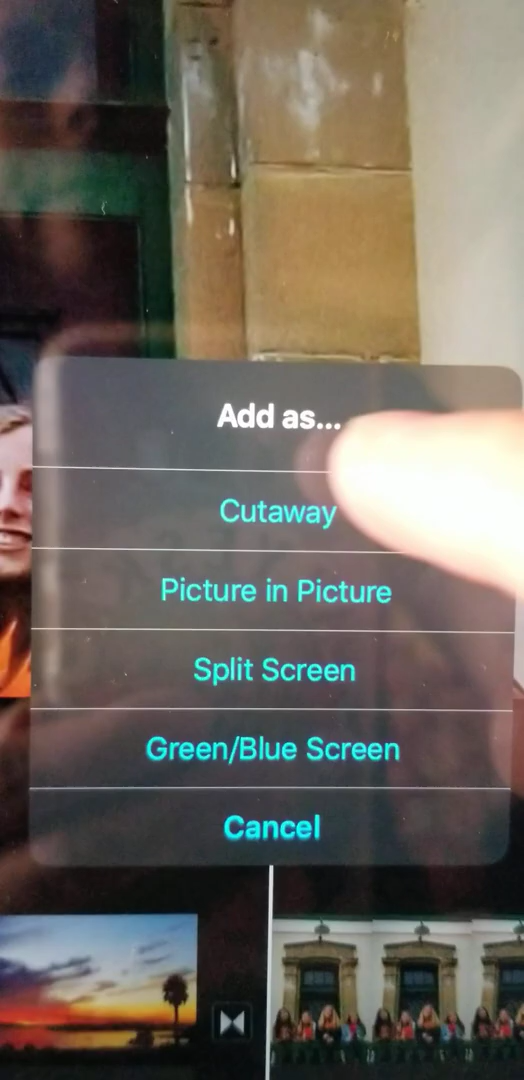 Add as...
Cutaway
Picture in Picture
Split Screen
Green/Blue Screen
Cancel